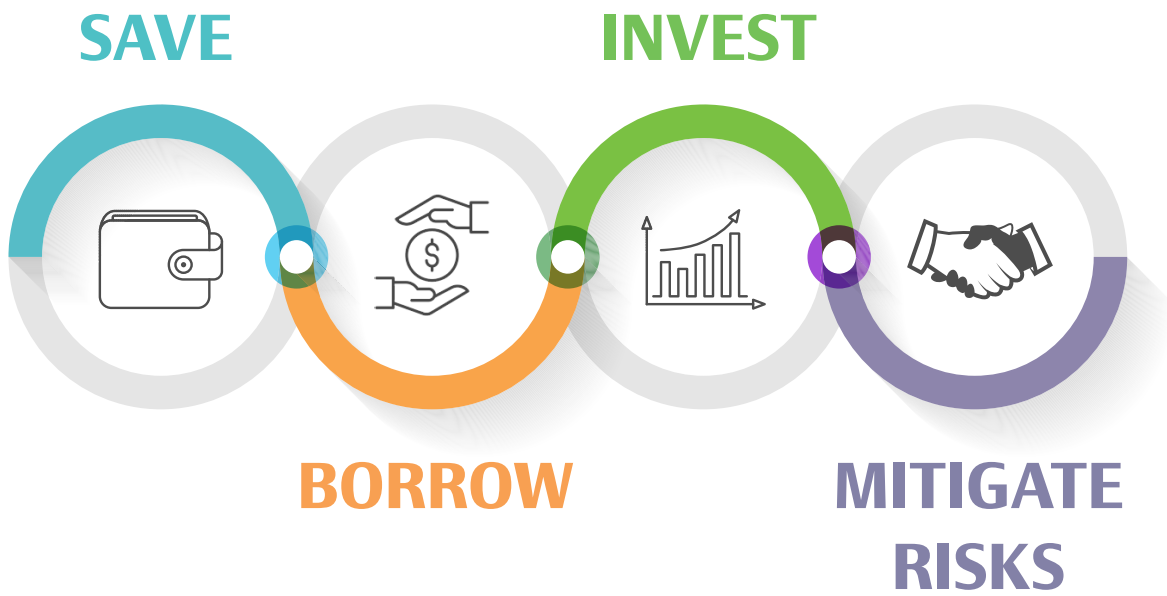 SAVE
INVEST
$
BORROW
MITIGATE
RISKS